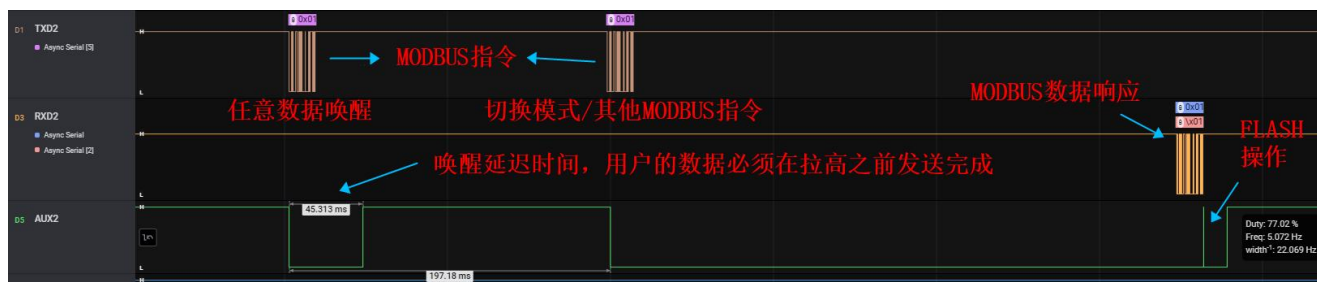 D1 TXD2
Async Serial [5]
H
L
0x01
0x01
MODBUS指令
任意数据唤醒
切换模式/其他MODBUS指令
MODBUS数据响应
D3 RXD2
Async Serial
Async Serial [2]
H
L
0x01
\x01
FLASH
操作
唤醒延迟时间，用户的数据必须在拉高之前发送完成
D5 AUX2
H
L
45.313 ms
197.18 ms
Duty: 77.02 %
Freq: 5.072 Hz
width⁻¹: 22.069 Hz
H